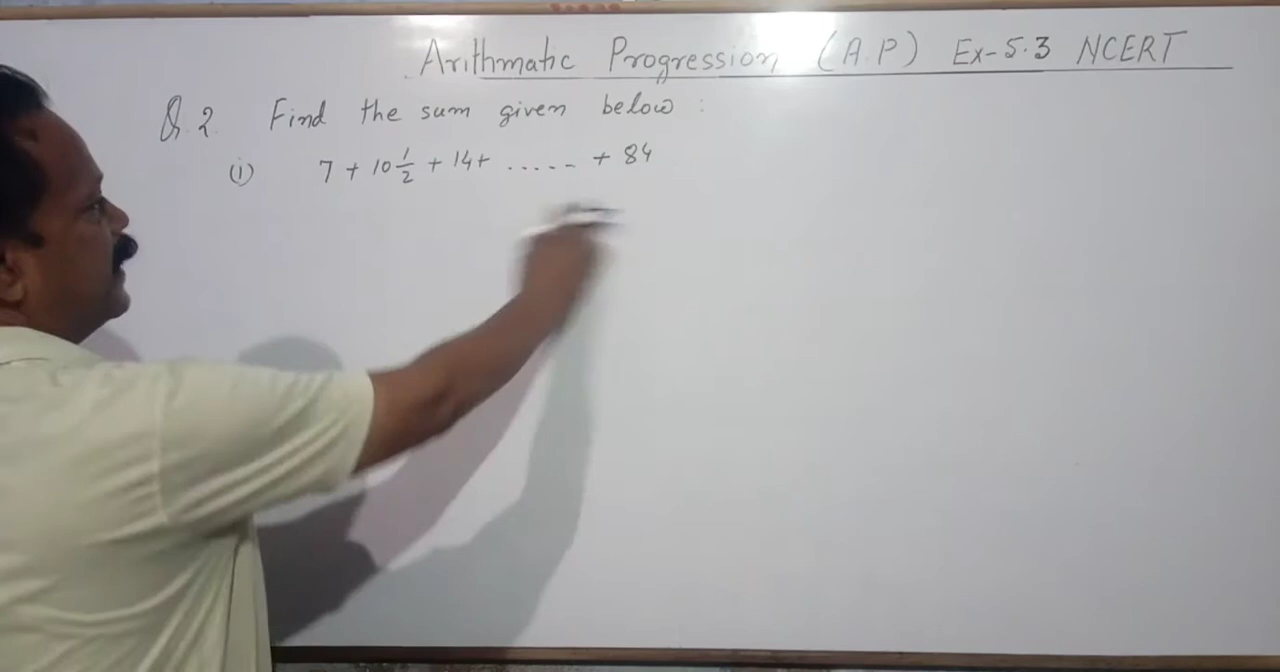 Arithmatic Progression (A.P) Ex-5.3 NCERT
Q.2. Find the sum given below :
(i) 7 + 10 1/2 + 14 + ..... + 84